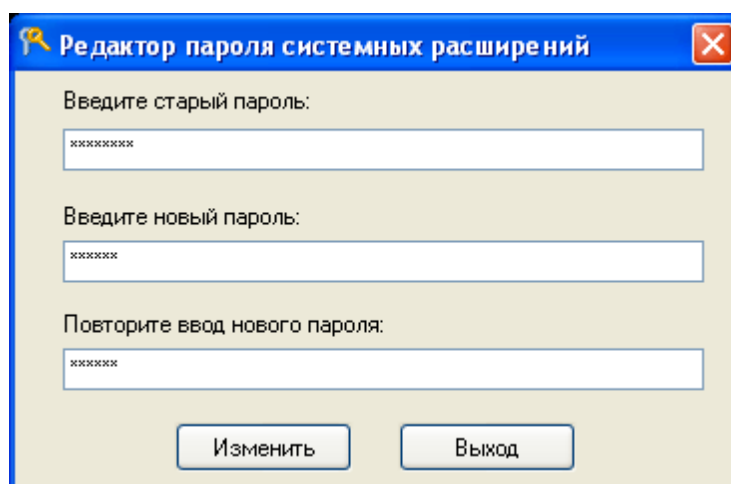 Редактор пароля системных расширений
Введите старый пароль:
********
Введите новый пароль:
******
Повторите ввод нового пароля:
******
Изменить Выход